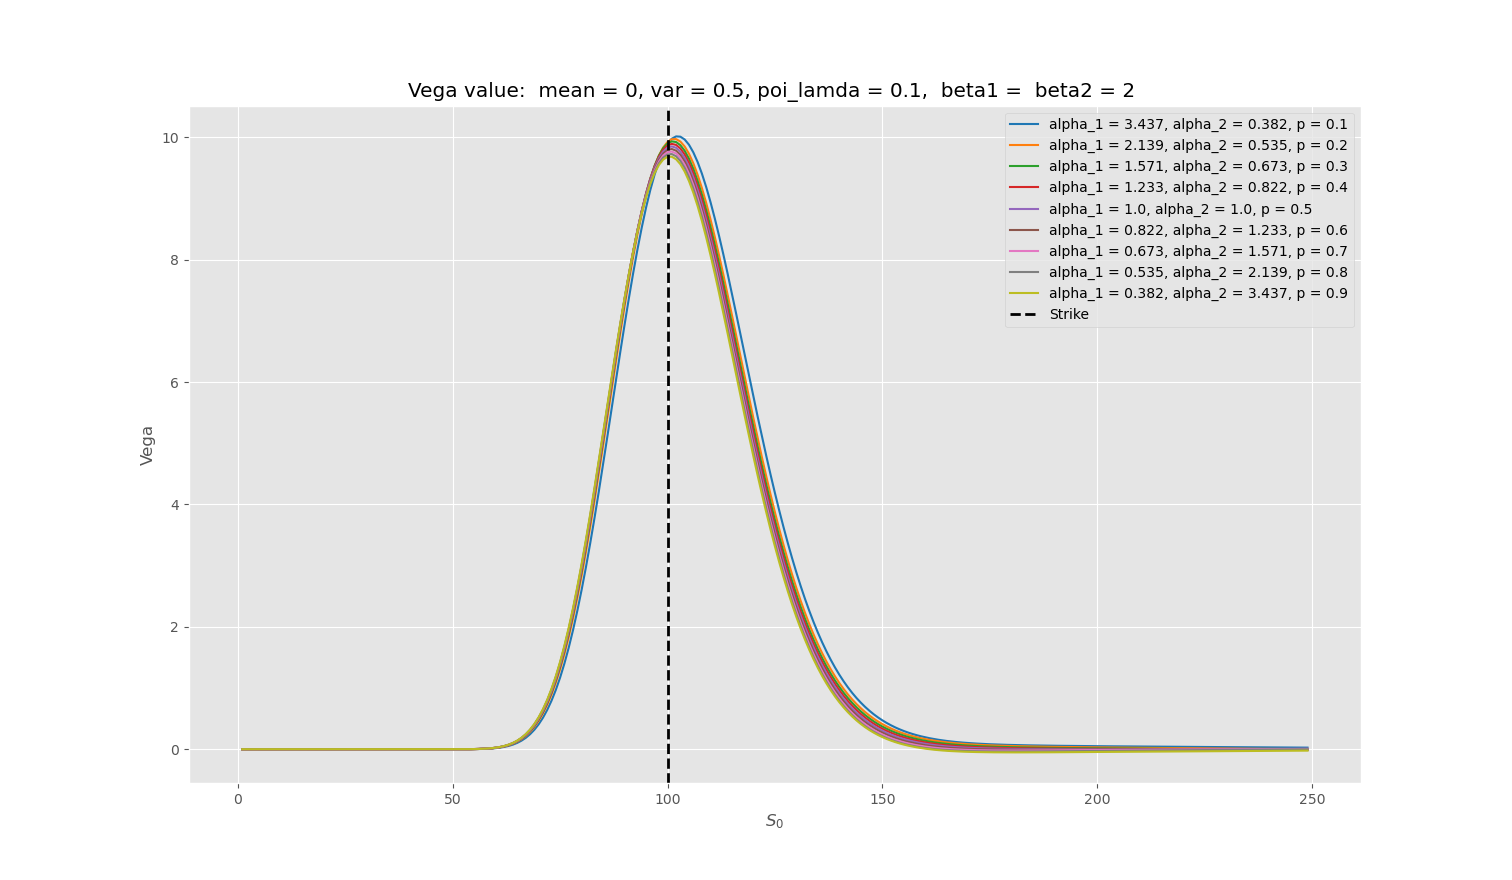 Vega value:  mean = 0, var = 0.5, poi_lamda = 0.1,  beta1 =  beta2 = 2
alpha_1 = 3.437, alpha_2 = 0.382, p = 0.1
alpha_1 = 2.139, alpha_2 = 0.535, p = 0.2
alpha_1 = 1.571, alpha_2 = 0.673, p = 0.3
alpha_1 = 1.233, alpha_2 = 0.822, p = 0.4
alpha_1 = 1.0, alpha_2 = 1.0, p = 0.5
alpha_1 = 0.822, alpha_2 = 1.233, p = 0.6
alpha_1 = 0.673, alpha_2 = 1.571, p = 0.7
alpha_1 = 0.535, alpha_2 = 2.139, p = 0.8
alpha_1 = 0.382, alpha_2 = 3.437, p = 0.9
Strike
10
8
6
4
2
0
Vega
0 50 100 150 200 250
S₀